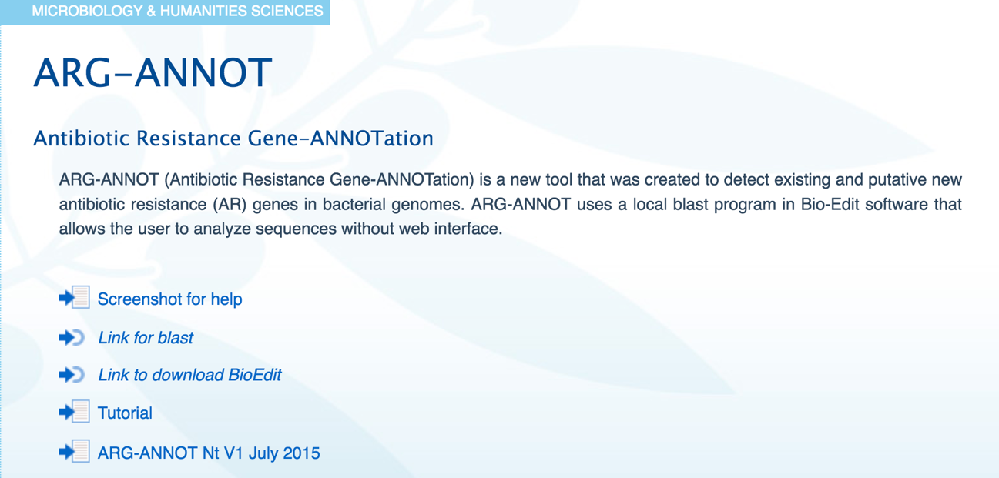 MICROBIOLOGY & HUMANITIES SCIENCES
ARG-ANNOT
Antibiotic Resistance Gene-ANNOTation
ARG-ANNOT (Antibiotic Resistance Gene-ANNOTation) is a new tool that was created to detect existing and putative new
antibiotic resistance (AR) genes in bacterial genomes. ARG-ANNOT uses a local blast program in Bio-Edit software that
allows the user to analyze sequences without web interface.
Screenshot for help
Link for blast
Link to download BioEdit
Tutorial
ARG-ANNOT Nt V1 July 2015